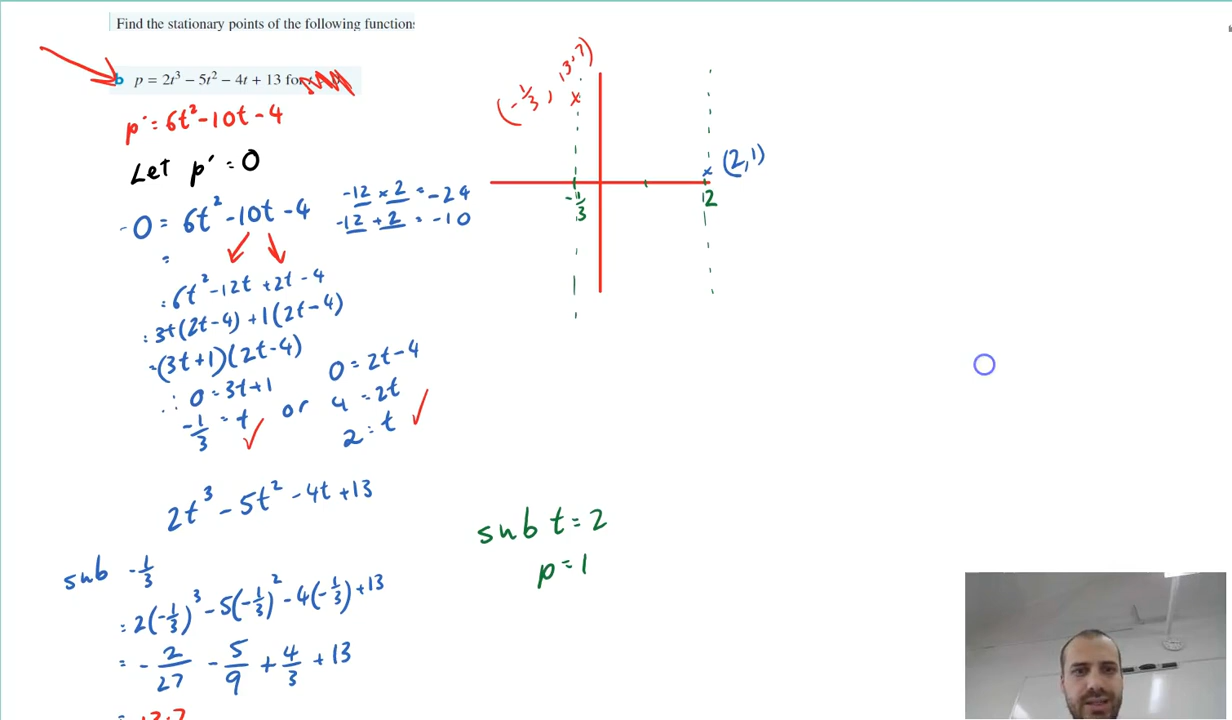 Find the stationary points of the following function:
b p = 2t³ − 5t² − 4t + 13 for
p' = 6t² - 10t - 4
Let p' = 0
0 = 6t² - 10t - 4
-12 × 2 = -24
-12 + 2 = -10
=
= 6t² - 12t + 2t - 4
= 3t(2t - 4) + 1(2t - 4)
= (3t + 1)(2t - 4)
∴ 0 = 3t + 1
-1/3 = t
or
0 = 2t - 4
4 = 2t
2 = t
2t³ - 5t² - 4t + 13
sub -1/3
= 2(-1/3)³ - 5(-1/3)² - 4(-1/3) + 13
= -2/27 - 5/9 + 4/3 + 13
= 13.7
(-1/3, 13.7)
(2,1)
-1/3
2
sub t = 2
p = 1